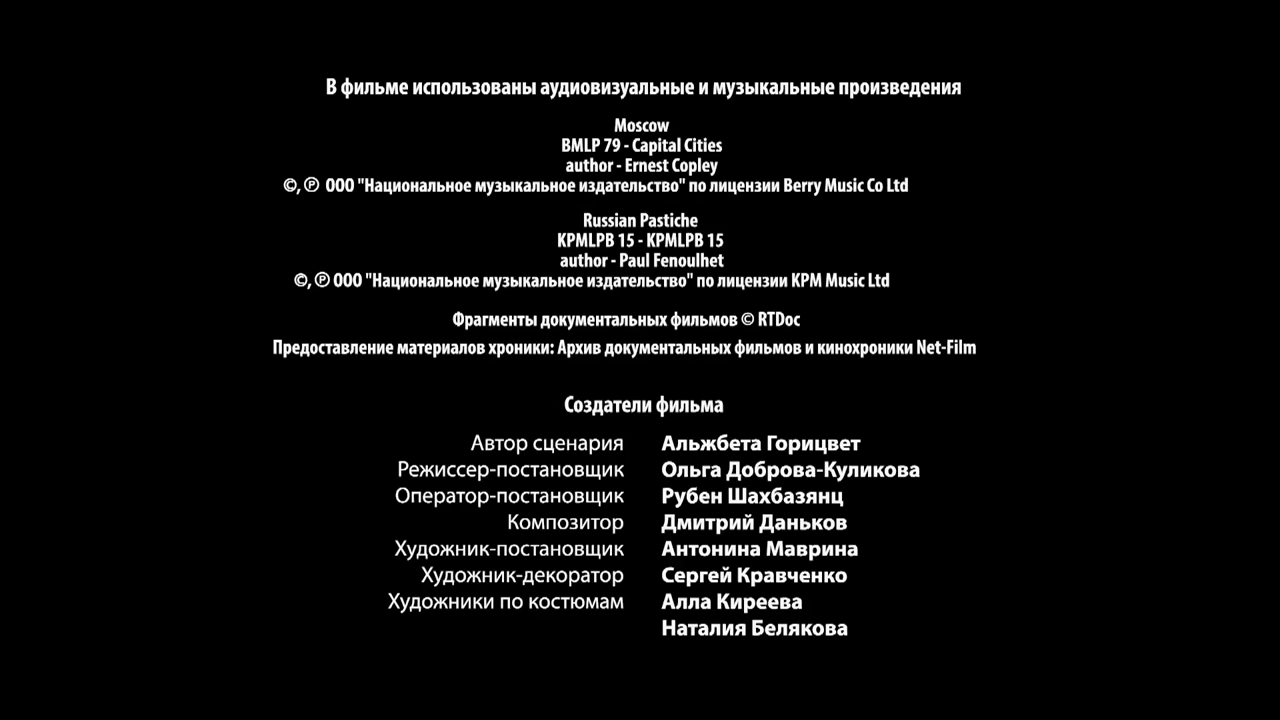 В фильме использованы аудиовизуальные и музыкальные произведения
Moscow
BMLP 79 - Capital Cities
author - Ernest Copley
©, ℗ ООО "Национальное музыкальное издательство" по лицензии Berry Music Co Ltd
Russian Pastiche
KPMLPB 15 - KPMLPB 15
author - Paul Fenoulhet
©, ℗ ООО "Национальное музыкальное издательство" по лицензии KPM Music Ltd
Фрагменты документальных фильмов © RTDoc
Предоставление материалов хроники: Архив документальных фильмов и кинохроники Net-Film
Создатели фильма
Автор сценария Альжбета Горицвет
Режиссер-постановщик Ольга Доброва-Куликова
Оператор-постановщик Рубен Шахбазянц
Композитор Дмитрий Даньков
Художник-постановщик Антонина Маврина
Художник-декоратор Сергей Кравченко
Художники по костюмам Алла Киреева
Наталия Белякова